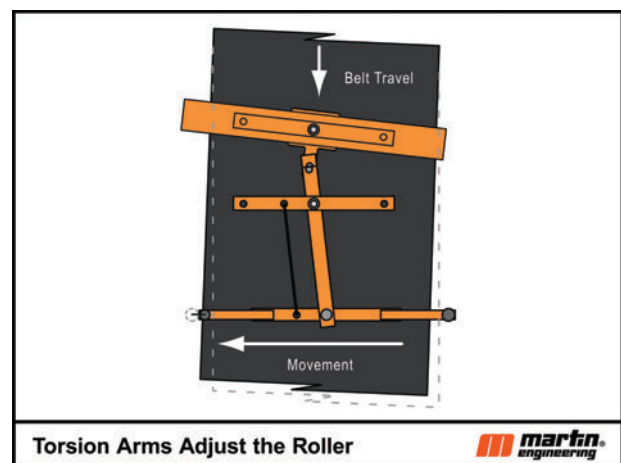 Belt Travel
Movement
Torsion Arms Adjust the Roller
martin®
engineering